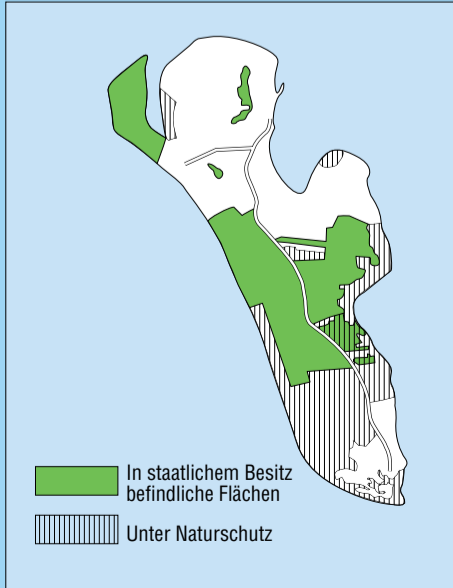 In staatlichem Besitz
befindliche Flächen
Unter Naturschutz